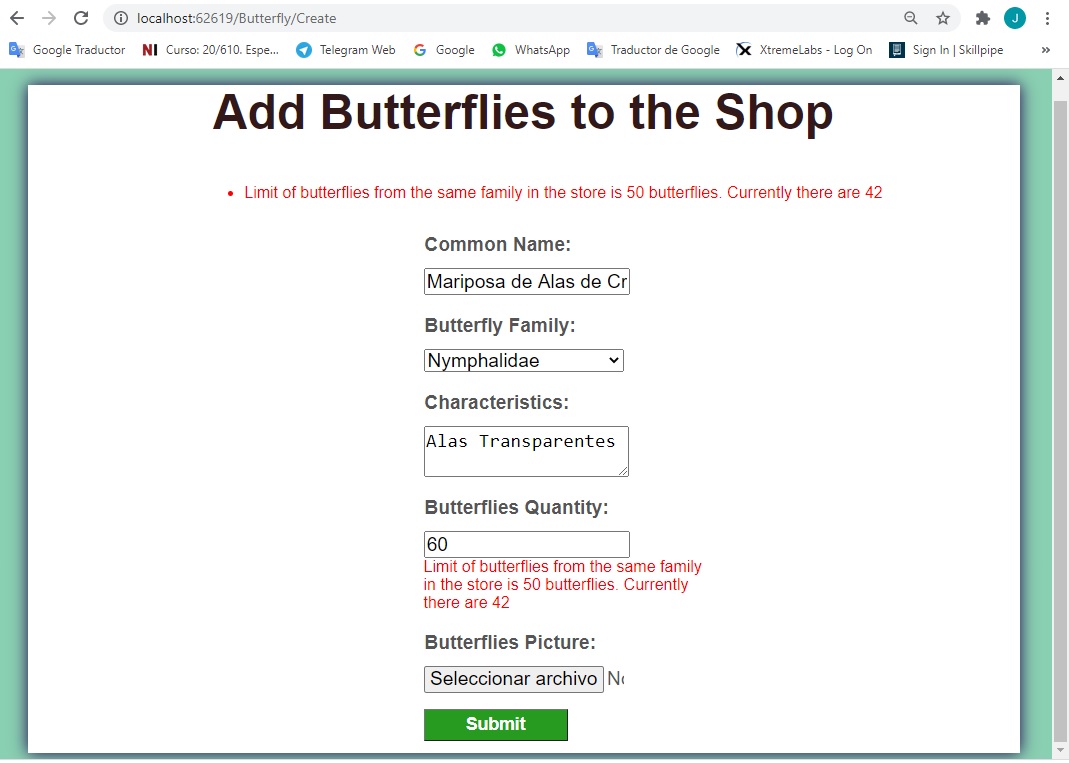 localhost:62619/Butterfly/Create
J
Google Traductor NI Curso: 20/610. Espe... Telegram Web Google WhatsApp Traductor de Google XtremeLabs - Log On Sign In | Skillpipe »
Add Butterflies to the Shop
• Limit of butterflies from the same family in the store is 50 butterflies. Currently there are 42
Common Name:
Mariposa de Alas de Cr
Butterfly Family:
Nymphalidae
Characteristics:
Alas Transparentes
Butterflies Quantity:
60
Limit of butterflies from the same family
in the store is 50 butterflies. Currently
there are 42
Butterflies Picture:
Seleccionar archivo
Submit